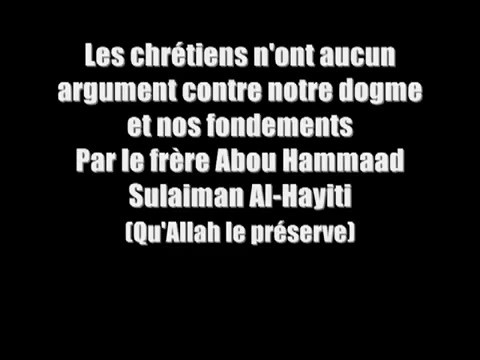 Les chrétiens n'ont aucun
argument contre notre dogme
et nos fondements
Par le frère Abou Hammaad
Sulaiman Al-Hayiti
(Qu'Allah le préserve)